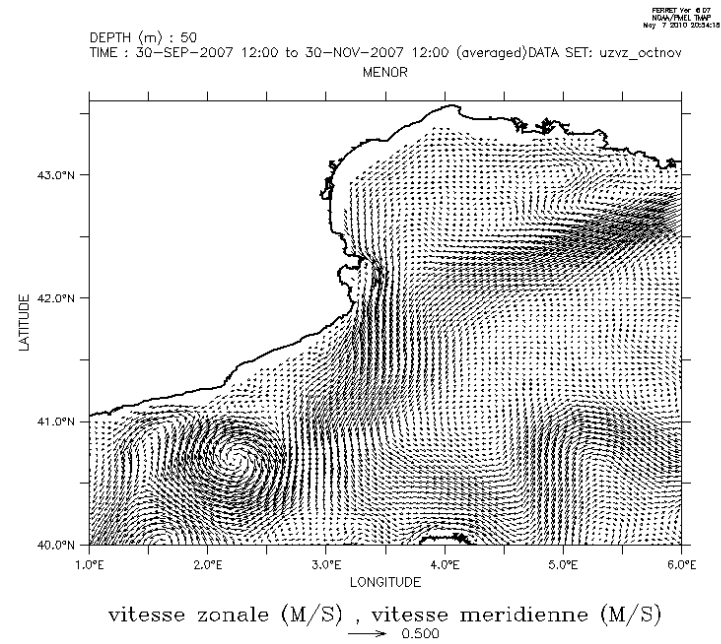 FERRET Ver 6.07
NOAA/PMEL TMAP
May 7 2010 20:54:18
DEPTH (m) : 50
TIME : 30-SEP-2007 12:00 to 30-NOV-2007 12:00 (averaged)DATA SET: uzvz_octnov
MENOR
43.0°N
42.0°N
41.0°N
40.0°N
LATITUDE
1.0°E 2.0°E 3.0°E 4.0°E 5.0°E 6.0°E
LONGITUDE
vitesse zonale (M/S) , vitesse meridienne (M/S)
0.500